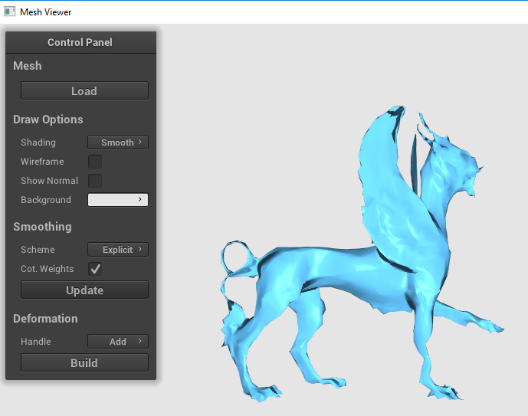 Mesh Viewer
Control Panel
Mesh
Load
Draw Options
Shading Smooth
Wireframe
Show Normal
Background
Smoothing
Scheme Explicit
Cot. Weights
Update
Deformation
Handle Add
Build